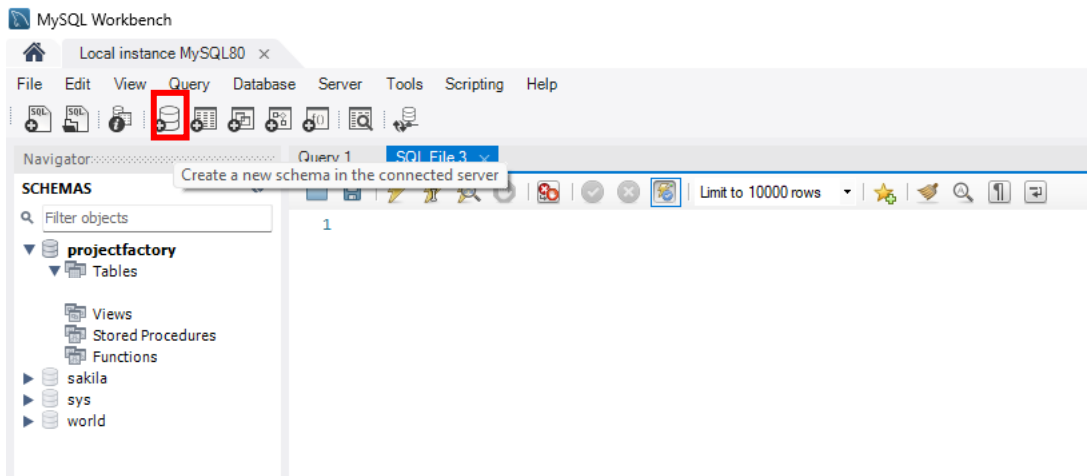 MySQL Workbench
Local instance MySQL80 ×
File Edit View Query Database Server Tools Scripting Help
SQL SQL
Navigator
Query 1 SQL File 3 ×
Create a new schema in the connected server
SCHEMAS
Limit to 10000 rows
Filter objects
1
projectfactory
Tables
Views
Stored Procedures
Functions
sakila
sys
world